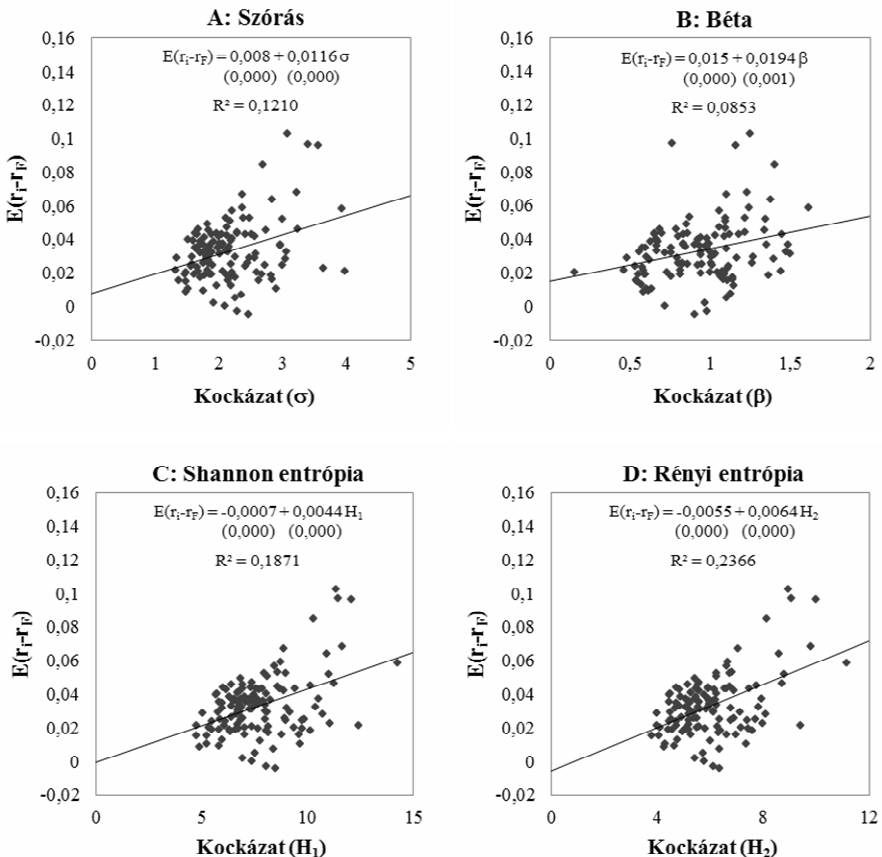 A: Szórás
0,16
0,14
0,12
0,1
0,08
0,06
0,04
0,02
0
-0,02
E(ri-rF)
E(ri-rF) = 0,008 + 0,0116 σ
(0,000) (0,000)
R² = 0,1210
0 1 2 3 4 5
Kockázat (σ)
B: Béta
0,16
0,14
0,12
0,1
0,08
0,06
0,04
0,02
0
-0,02
E(ri-rF)
E(ri-rF) = 0,015 + 0,0194 β
(0,000) (0,001)
R² = 0,0853
0 0,5 1 1,5 2
Kockázat (β)
C: Shannon entrópia
0,16
0,14
0,12
0,1
0,08
0,06
0,04
0,02
0
-0,02
E(ri-rF)
E(ri-rF) = -0,0007 + 0,0044 H1
(0,000) (0,000)
R² = 0,1871
0 5 10 15
Kockázat (H1)
D: Rényi entrópia
0,16
0,14
0,12
0,1
0,08
0,06
0,04
0,02
0
-0,02
E(ri-rF)
E(ri-rF) = -0,0055 + 0,0064 H2
(0,000) (0,000)
R² = 0,2366
0 4 8 12
Kockázat (H2)